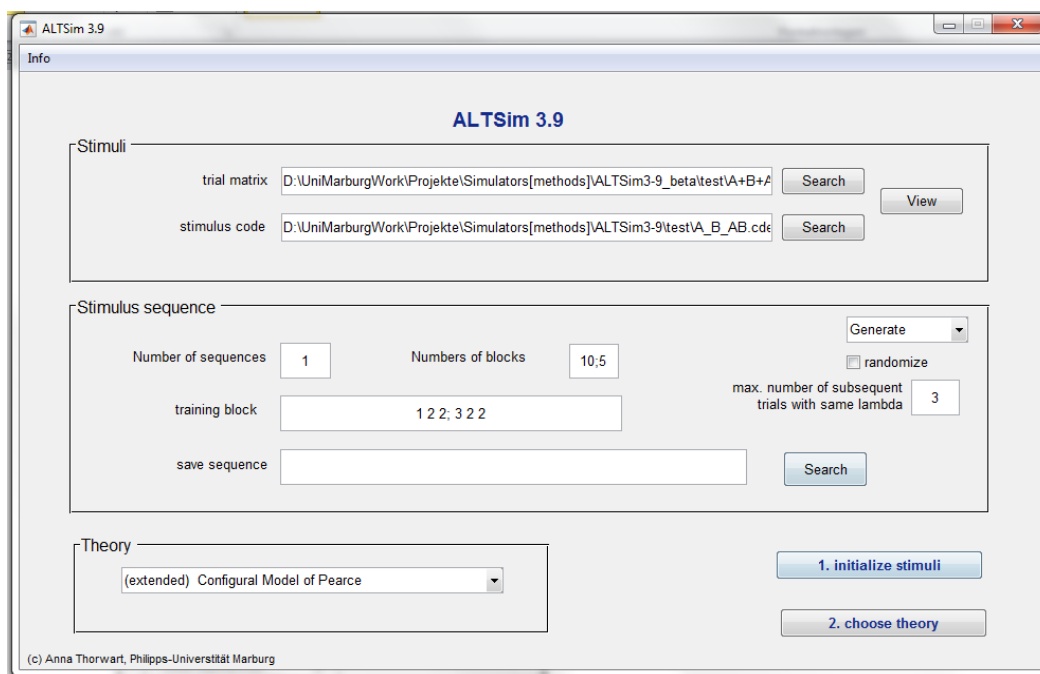 ALTSim 3.9
Info
ALTSim 3.9
Stimuli
trial matrix D:\UniMarburgWork\Projekte\Simulators[methods]\ALTSim3-9_beta\test\A+B+A Search
View
stimulus code D:\UniMarburgWork\Projekte\Simulators[methods]\ALTSim3-9\test\A_B_AB.cde Search
Stimulus sequence
Generate
Number of sequences 1 Numbers of blocks 10;5
randomize
max. number of subsequent
trials with same lambda 3
training block 1 2 2; 3 2 2
save sequence Search
Theory
(extended) Configural Model of Pearce
1. initialize stimuli
2. choose theory
(c) Anna Thorwart, Philipps-Universtität Marburg